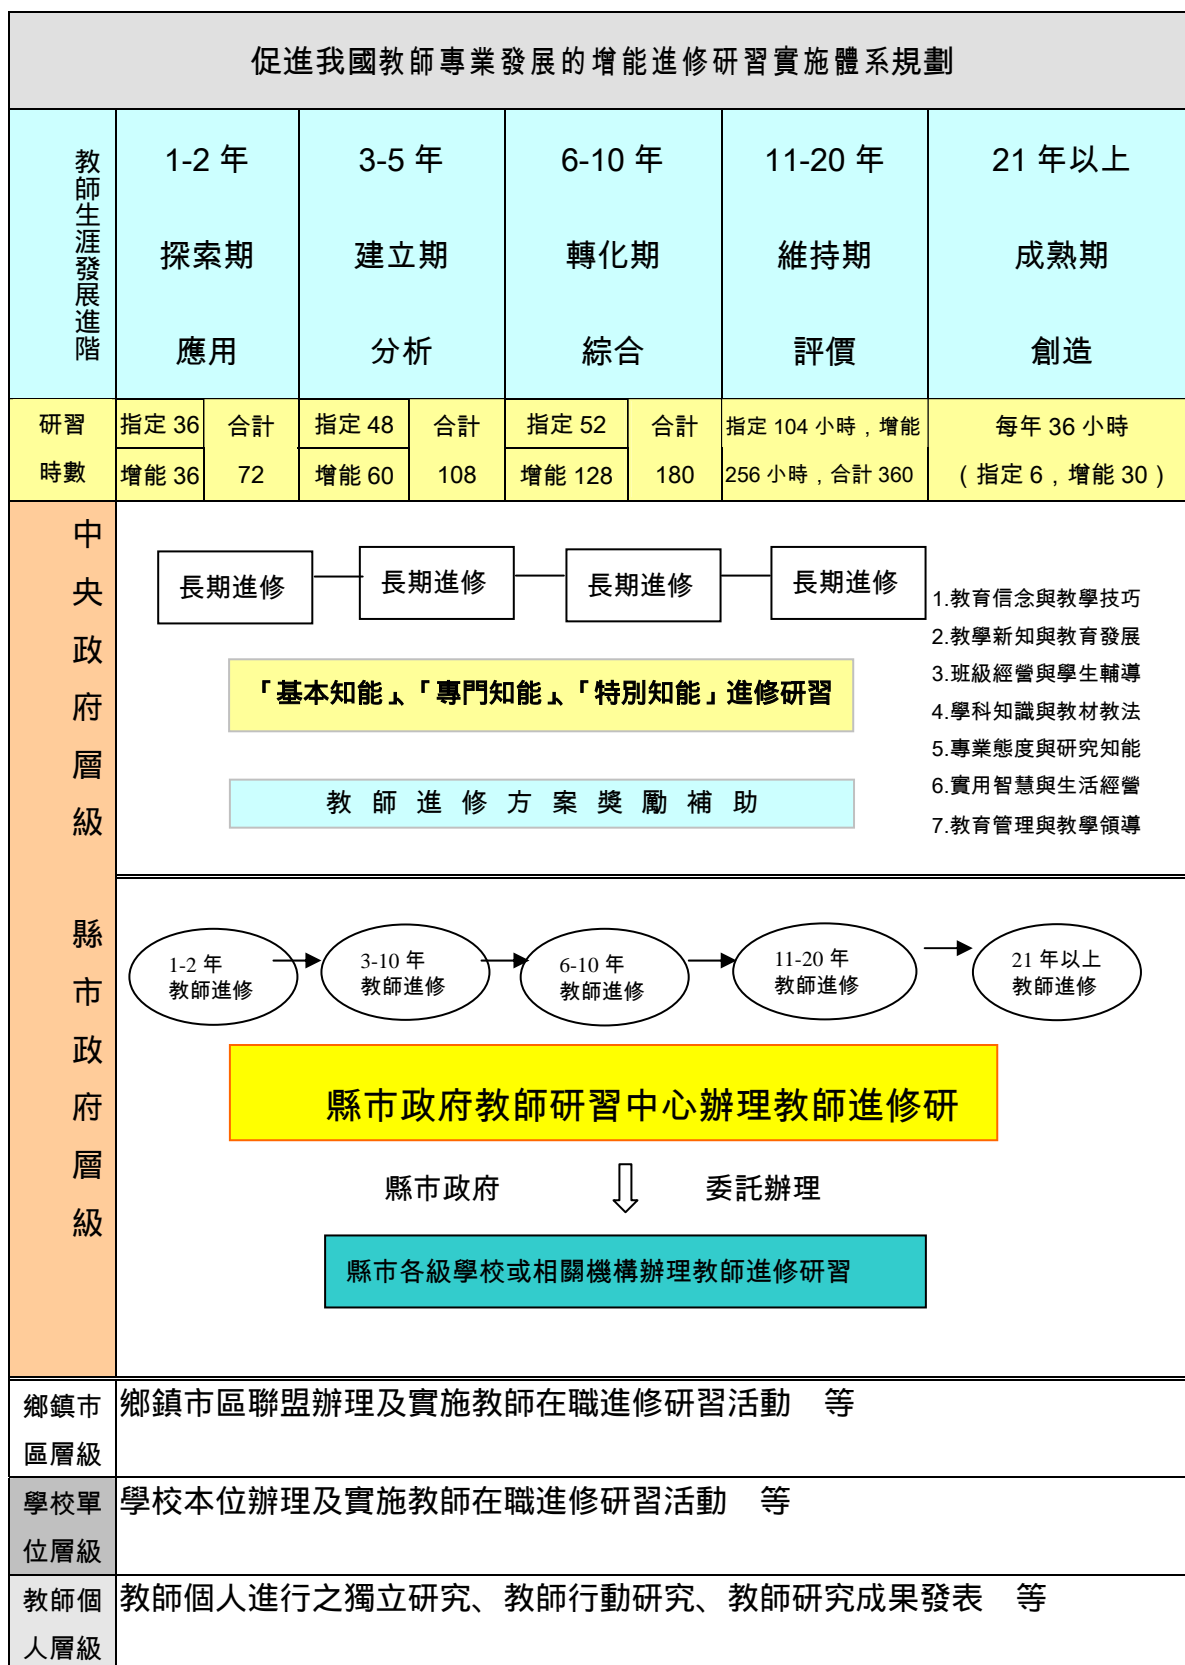 促進我國教師專業發展的增能進修研習實施體系規劃
教師生涯發展進階
1-2 年
探索期
應用
3-5 年
建立期
分析
6-10 年
轉化期
綜合
11-20 年
維持期
評價
21 年以上
成熟期
創造
研習
時數
指定 36
增能 36
合計
72
指定 48
增能 60
合計
108
指定 52
增能 128
合計
180
指定 104 小時，增能
256 小時，合計 360
每年 36 小時
（指定 6，增能 30）
中央政府層級
長期進修
長期進修
長期進修
長期進修
「基本知能」、「專門知能」、「特別知能」進修研習
教師進修方案獎勵補助
1.教育信念與教學技巧
2.教學新知與教育發展
3.班級經營與學生輔導
4.學科知識與教材教法
5.專業態度與研究知能
6.實用智慧與生活經營
7.教育管理與教學領導
縣市政府層級
1-2 年
教師進修
3-10 年
教師進修
6-10 年
教師進修
11-20 年
教師進修
21 年以上
教師進修
縣市政府教師研習中心辦理教師進修研
縣市政府
委託辦理
縣市各級學校或相關機構辦理教師進修研習
鄉鎮市
區層級
鄉鎮市區聯盟辦理及實施教師在職進修研習活動　等
學校單
位層級
學校本位辦理及實施教師在職進修研習活動　等
教師個
人層級
教師個人進行之獨立研究、教師行動研究、教師研究成果發表　等